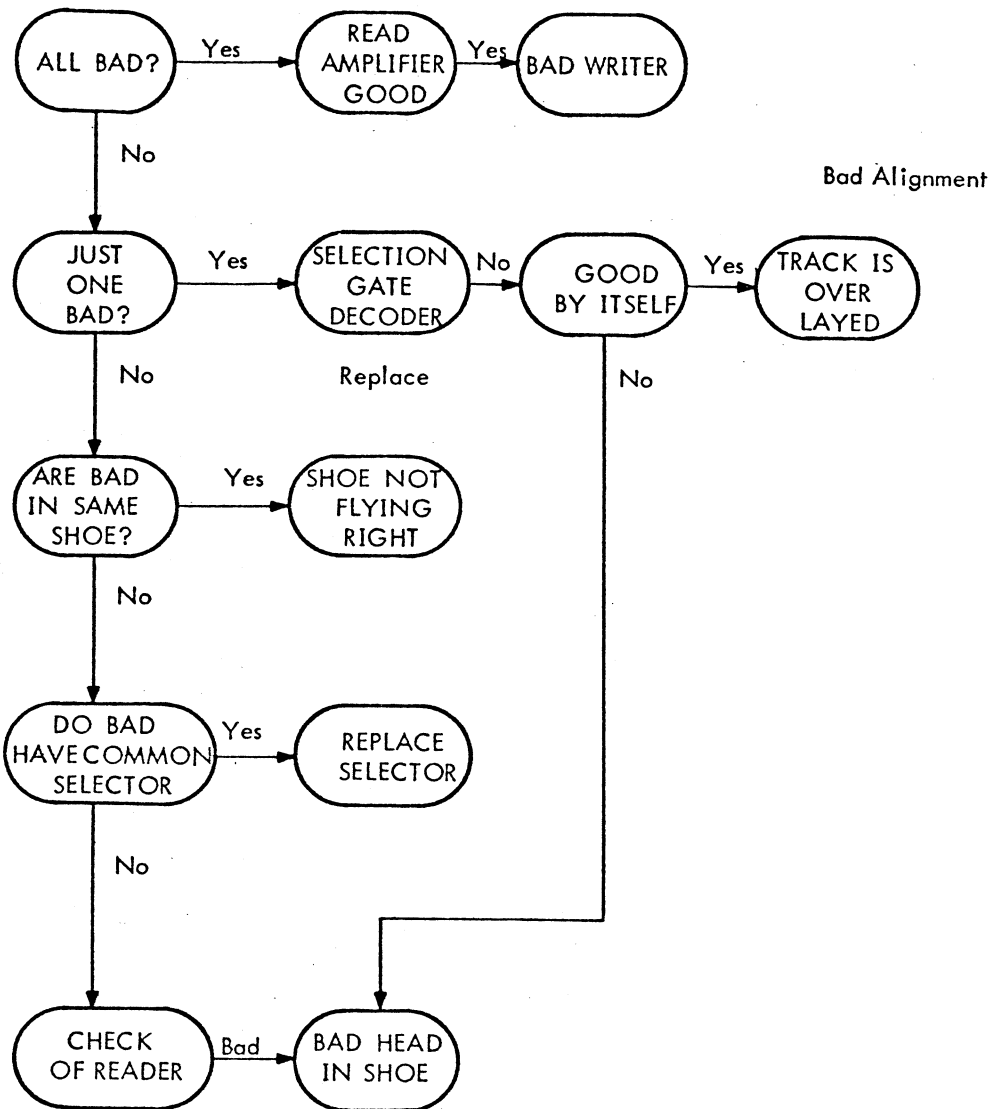 ALL BAD?
Yes
READ
AMPLIFIER
GOOD
Yes
BAD WRITER
No
Bad Alignment
JUST
ONE
BAD?
Yes
SELECTION
GATE
DECODER
No
GOOD
BY ITSELF
Yes
TRACK IS
OVER
LAYED
No
Replace
No
ARE BAD
IN SAME
SHOE?
Yes
SHOE NOT
FLYING
RIGHT
No
DO BAD
HAVE COMMON
SELECTOR
Yes
REPLACE
SELECTOR
No
CHECK
OF READER
Bad
BAD HEAD
IN SHOE